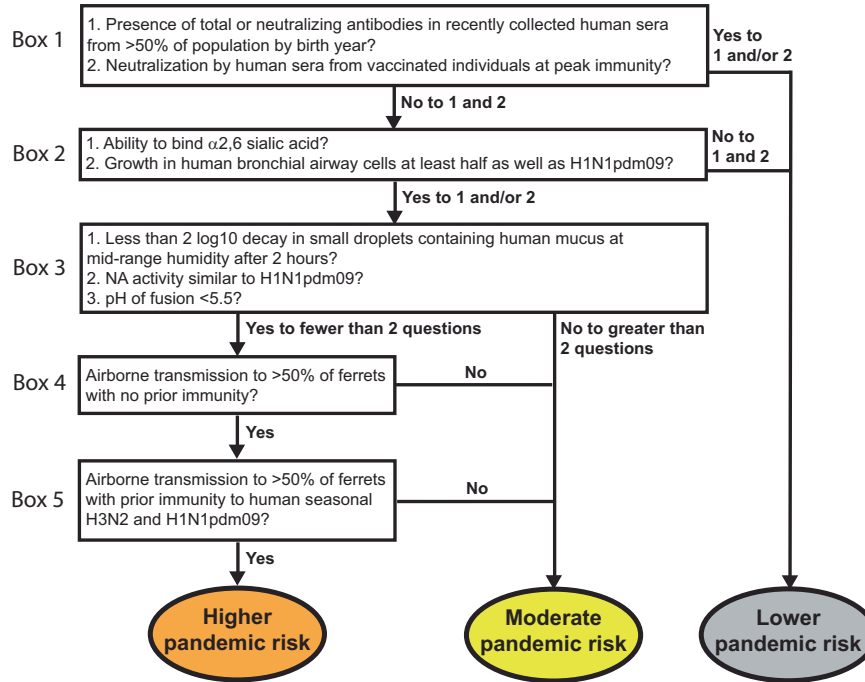 Box 1
1. Presence of total or neutralizing antibodies in recently collected human sera
from >50% of population by birth year?
2. Neutralization by human sera from vaccinated individuals at peak immunity?
Yes to
1 and/or 2
No to 1 and 2
Box 2
1. Ability to bind α2,6 sialic acid?
2. Growth in human bronchial airway cells at least half as well as H1N1pdm09?
No to
1 and 2
Yes to 1 and/or 2
Box 3
1. Less than 2 log10 decay in small droplets containing human mucus at
mid-range humidity after 2 hours?
2. NA activity similar to H1N1pdm09?
3. pH of fusion <5.5?
Yes to fewer than 2 questions
No to greater than
2 questions
Box 4
Airborne transmission to >50% of ferrets
with no prior immunity?
No
Yes
Box 5
Airborne transmission to >50% of ferrets
with prior immunity to human seasonal
H3N2 and H1N1pdm09?
No
Yes
Higher
pandemic risk
Moderate
pandemic risk
Lower
pandemic risk